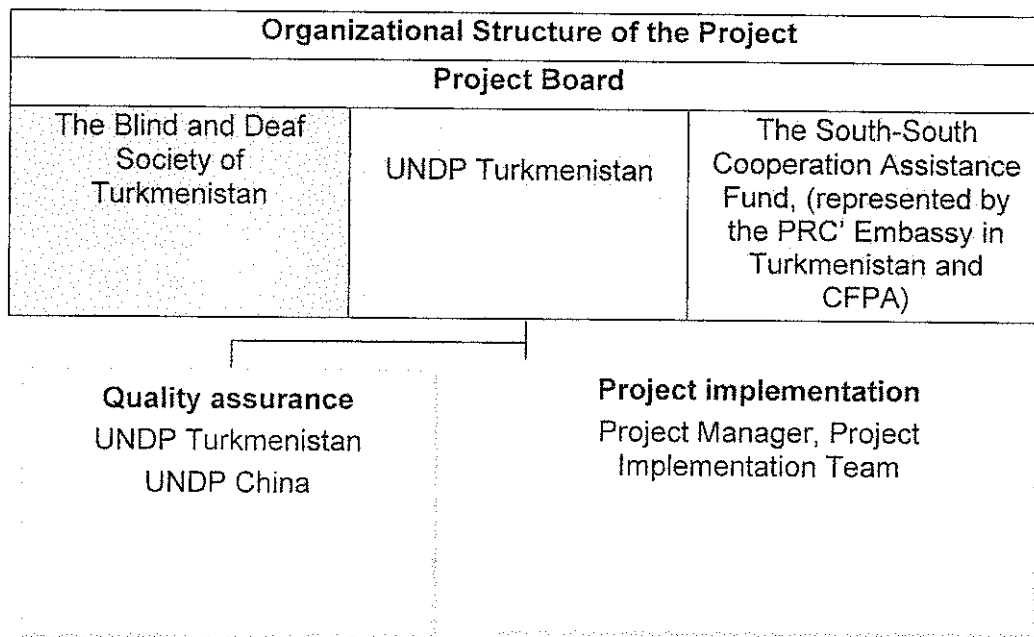 Organizational Structure of the Project
Project Board
The Blind and Deaf
Society of
Turkmenistan
UNDP Turkmenistan
The South-South
Cooperation Assistance
Fund, (represented by
the PRC' Embassy in
Turkmenistan and
CFPA)
Quality assurance
UNDP Turkmenistan
UNDP China
Project implementation
Project Manager, Project
Implementation Team